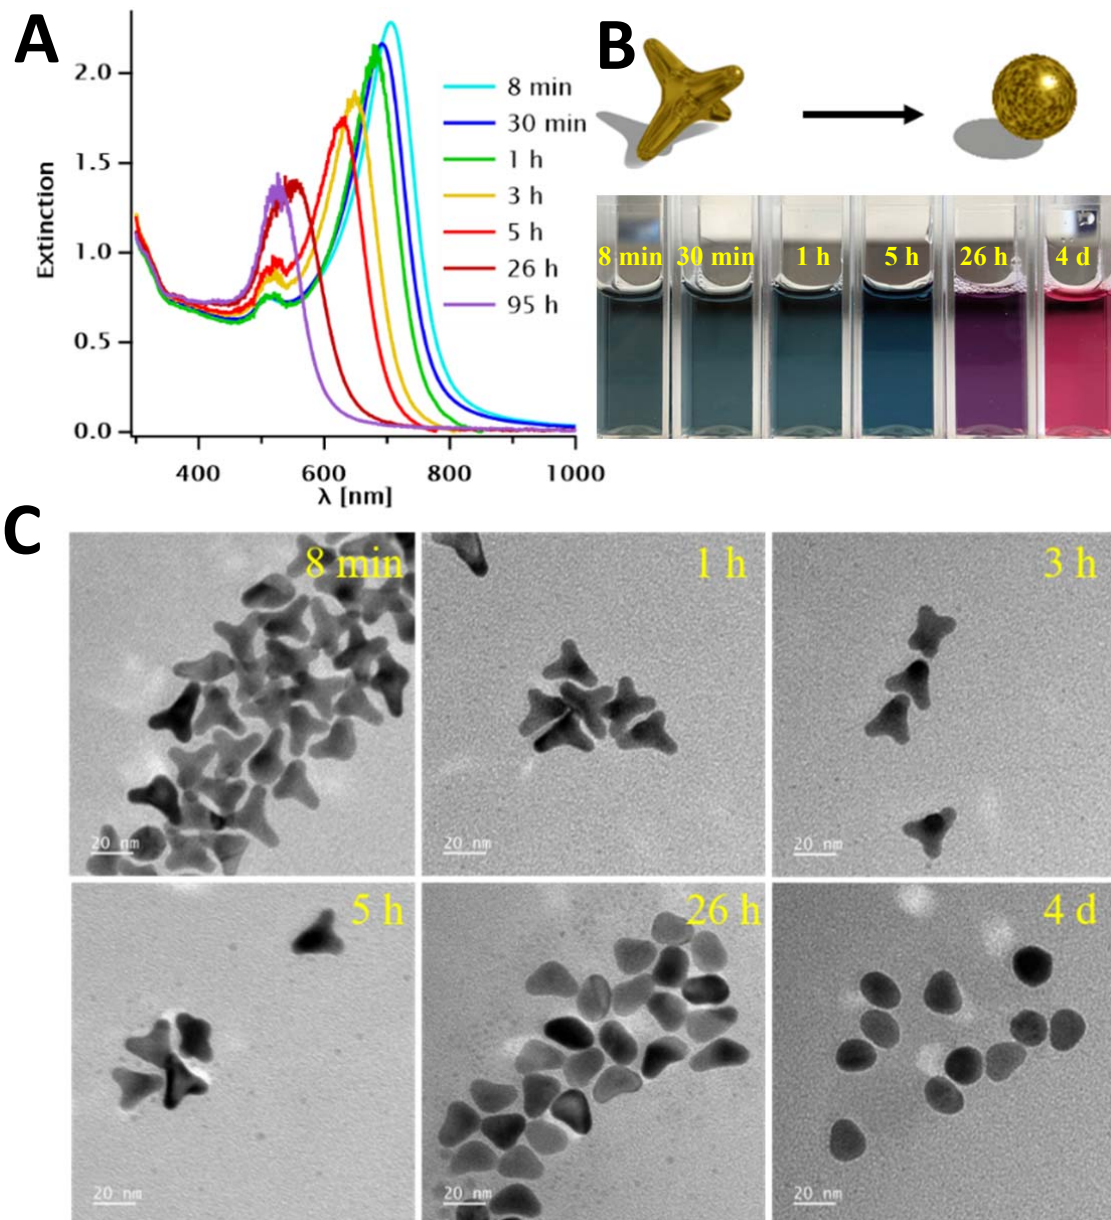 A
2.0
1.5
1.0
0.5
0.0
Extinction
400 600 800 1000
λ [nm]
8 min
30 min
1 h
3 h
5 h
26 h
95 h
B
8 min 30 min 1 h 5 h 26 h 4 d
C
8 min
20 nm
1 h
20 nm
3 h
20 nm
5 h
20 nm
26 h
20 nm
4 d
20 nm